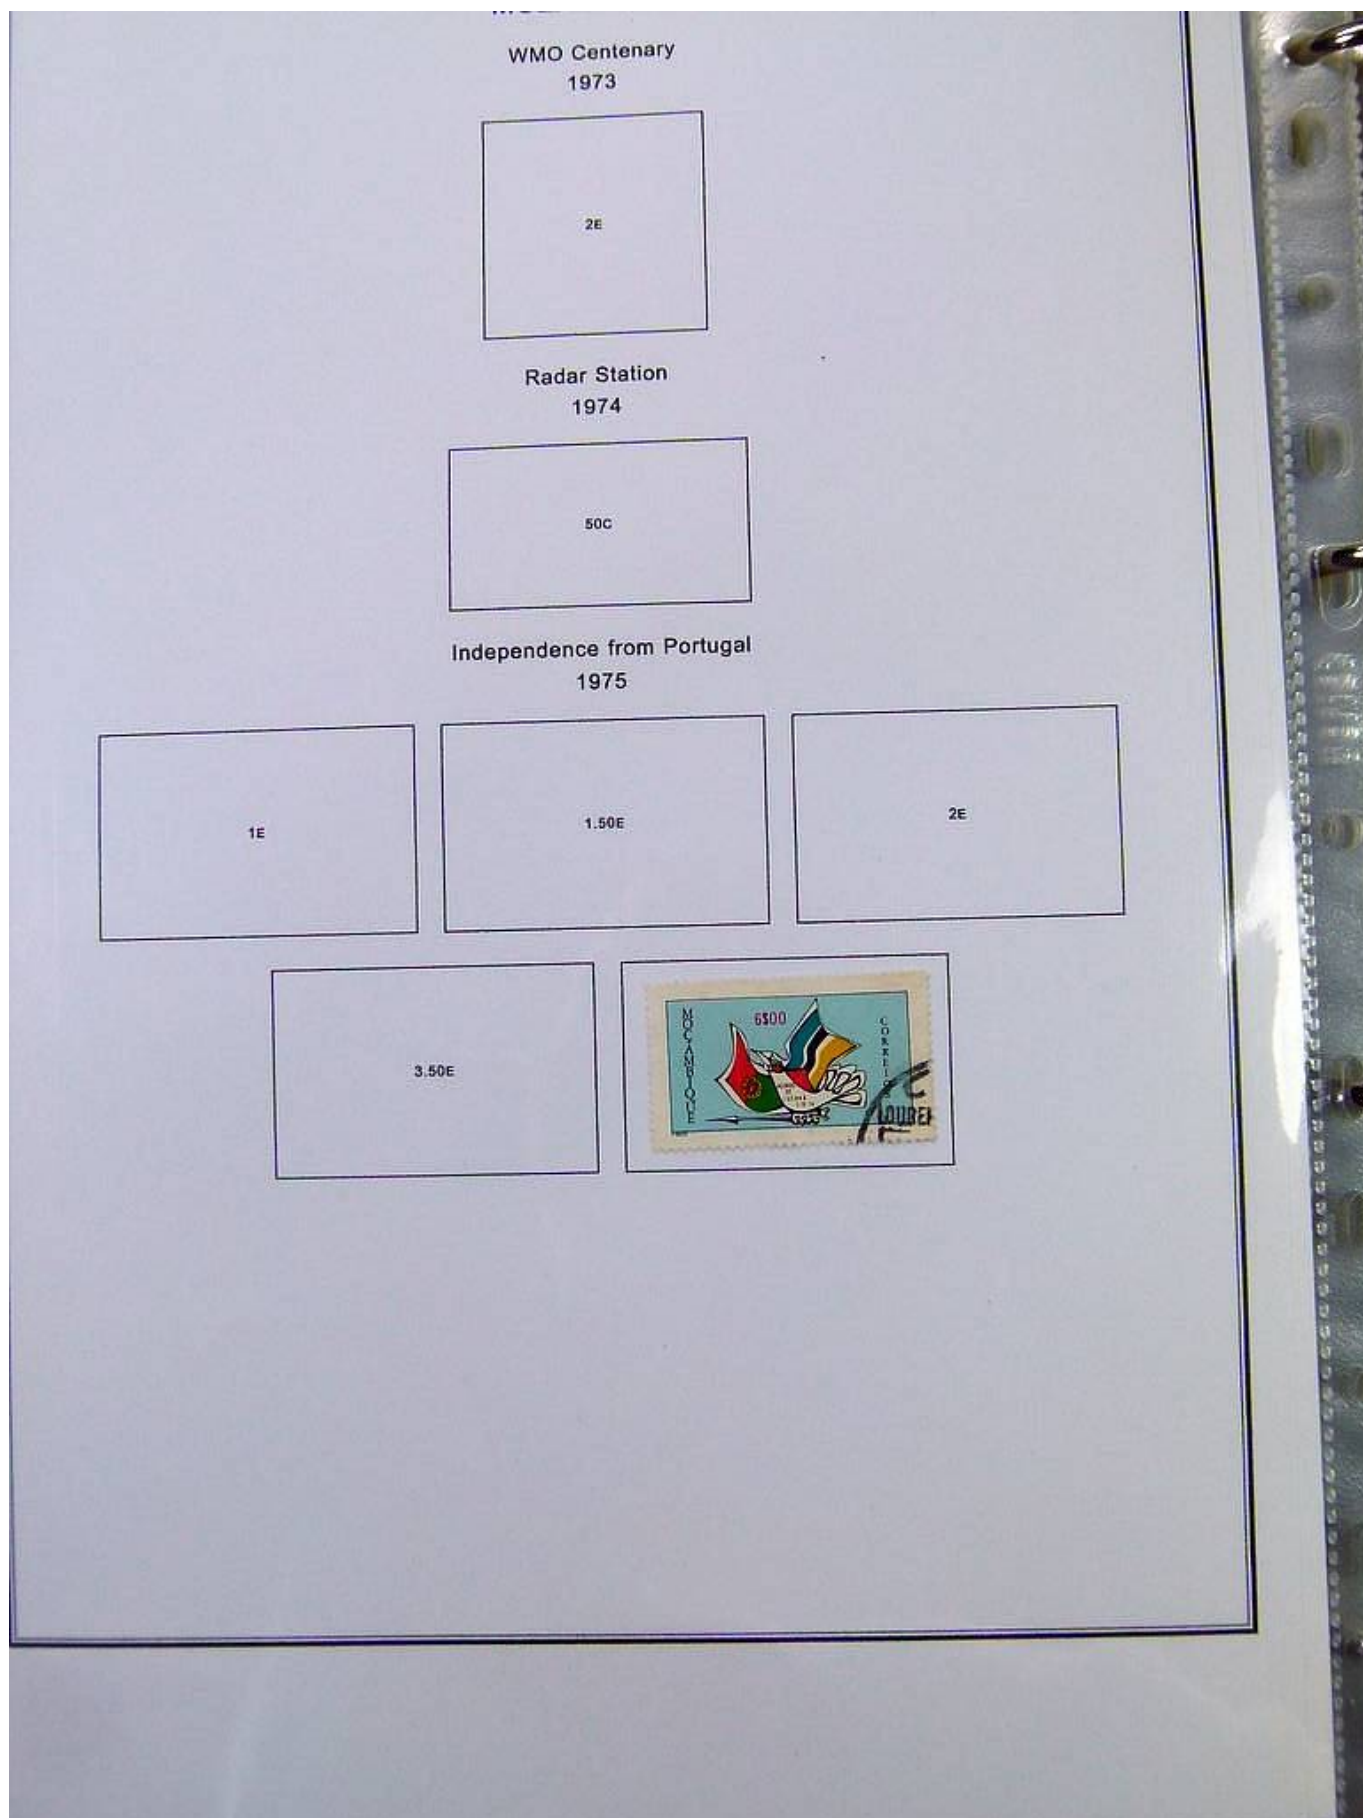 WMO Centenary
1973
2E
Radar Station
1974
50C
Independence from Portugal
1975
1E
1.50E
2E
3.50E
MOÇAMBIQUE
6$00
CORREIOS